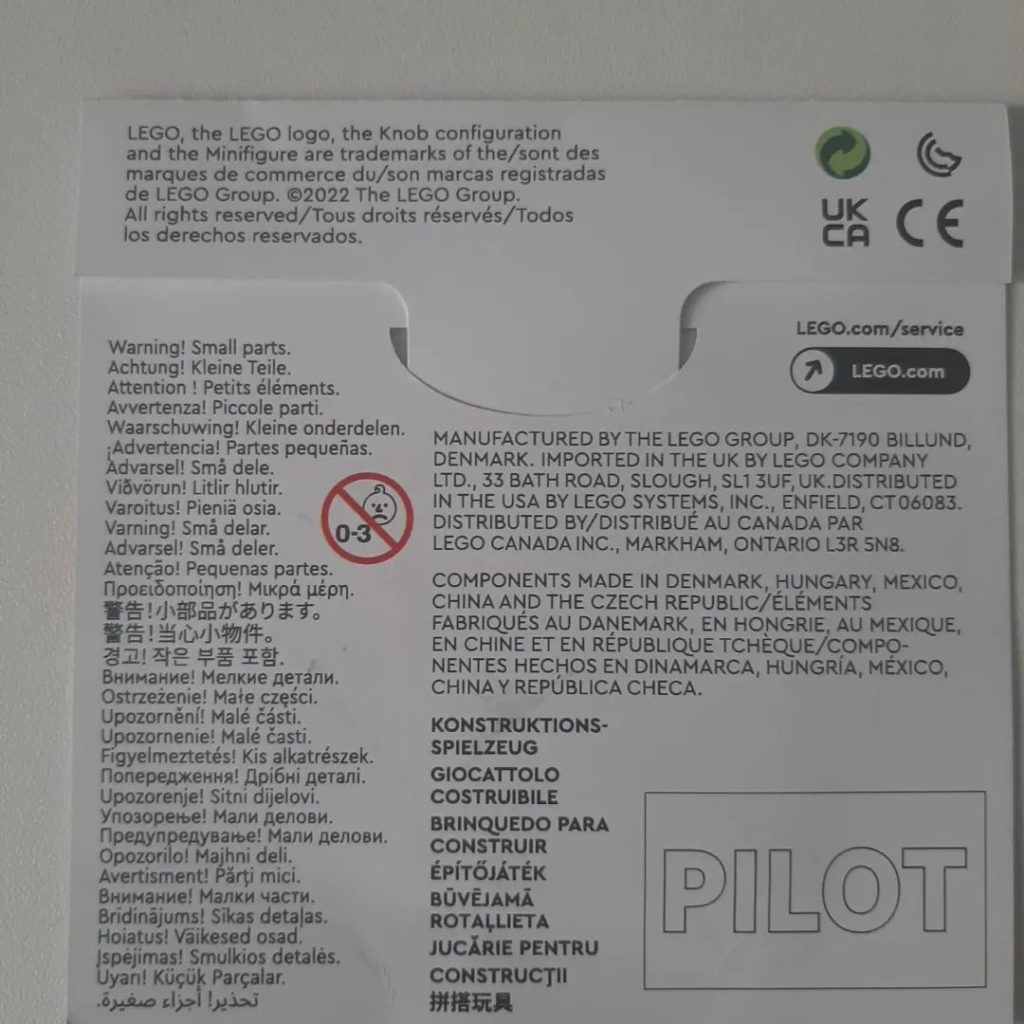 LEGO, the LEGO logo, the Knob configuration
and the Minifigure are trademarks of the/sont des
marques de commerce du/son marcas registradas
de LEGO Group. ©2022 The LEGO Group.
All rights reserved/Tous droits réservés/Todos
los derechos reservados.
UK
CA
CE
LEGO.com/service
LEGO.com
Warning! Small parts.
Achtung! Kleine Teile.
Attention ! Petits éléments.
Avvertenza! Piccole parti.
Waarschuwing! Kleine onderdelen.
¡Advertencia! Partes pequeñas.
Advarsel! Små dele.
Viðvörun! Litlir hlutir.
Varoitus! Pieniä osia.
Varning! Små delar.
Advarsel! Små deler.
Atenção! Pequenas partes.
Προειδοποίηση! Μικρά μέρη.
警告!小部品があります。
警告!当心小物件。
경고! 작은 부품 포함.
Внимание! Мелкие детали.
Ostrzeżenie! Małe części.
Upozornění! Malé části.
Upozornenie! Malé časti.
Figyelmeztetés! Kis alkatrészek.
Попередження! Дрібні деталі.
Upozorenje! Sitni dijelovi.
Упозорење! Мали делови.
Предупредување! Мали делови.
Opozorilo! Majhni deli.
Avertisment! Părți mici.
Внимание! Малки части.
Brīdinājums! Sīkas detaļas.
Hoiatus! Väikesed osad.
Įspėjimas! Smulkios detalės.
Uyarı! Küçük Parçalar.
تحذير! أجزاء صغيرة.
0-3
MANUFACTURED BY THE LEGO GROUP, DK-7190 BILLUND,
DENMARK. IMPORTED IN THE UK BY LEGO COMPANY
LTD., 33 BATH ROAD, SLOUGH, SL1 3UF, UK.DISTRIBUTED
IN THE USA BY LEGO SYSTEMS, INC., ENFIELD, CT 06083.
DISTRIBUTED BY/DISTRIBUÉ AU CANADA PAR
LEGO CANADA INC., MARKHAM, ONTARIO L3R 5N8.
COMPONENTS MADE IN DENMARK, HUNGARY, MEXICO,
CHINA AND THE CZECH REPUBLIC/ÉLÉMENTS
FABRIQUÉS AU DANEMARK, EN HONGRIE, AU MEXIQUE,
EN CHINE ET EN RÉPUBLIQUE TCHÈQUE/COMPO-
NENTES HECHOS EN DINAMARCA, HUNGRÍA, MÉXICO,
CHINA Y REPÚBLICA CHECA.
KONSTRUKTIONS-
SPIELZEUG
GIOCATTOLO
COSTRUIBILE
BRINQUEDO PARA
CONSTRUIR
ÉPÍTŐJÁTÉK
BŪVĒJAMĀ
ROTAĻLIETA
JUCĂRIE PENTRU
CONSTRUCȚII
拼搭玩具
PILOT